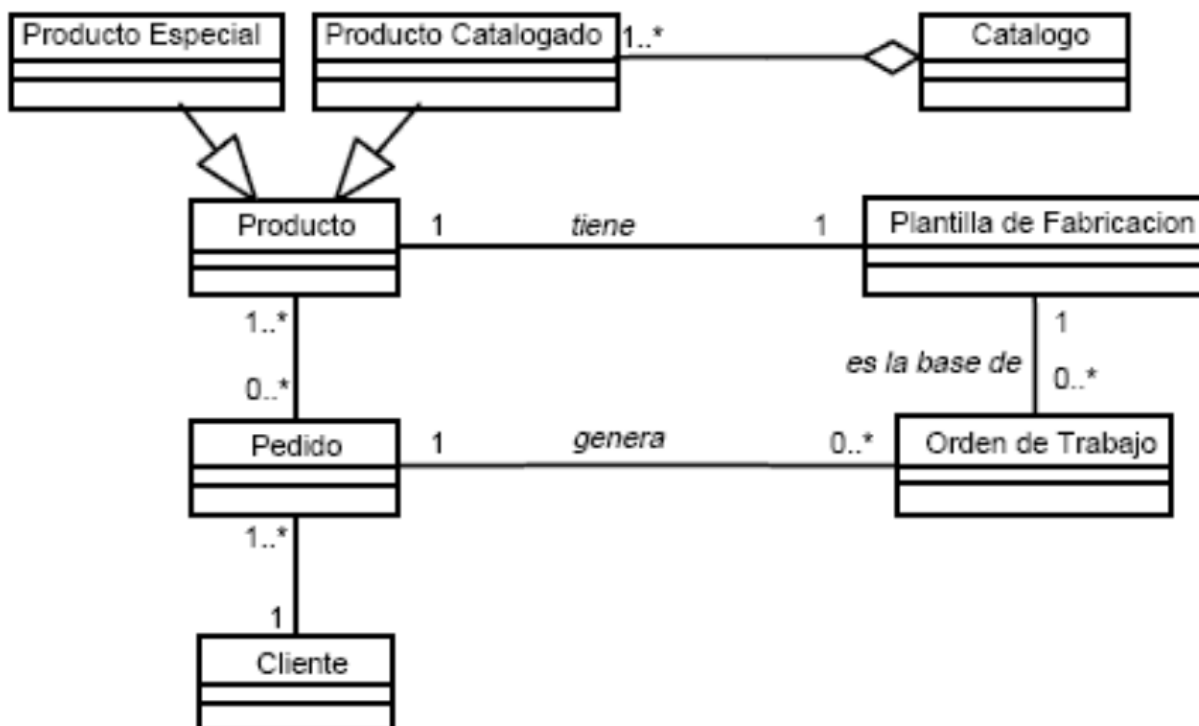 Producto Especial
Producto Catalogado
1..*
Catalogo
Producto
1
tiene
1
Plantilla de Fabricacion
1..*
1
es la base de
0..*
0..*
Pedido
1
genera
0..*
Orden de Trabajo
1..*
1
Cliente